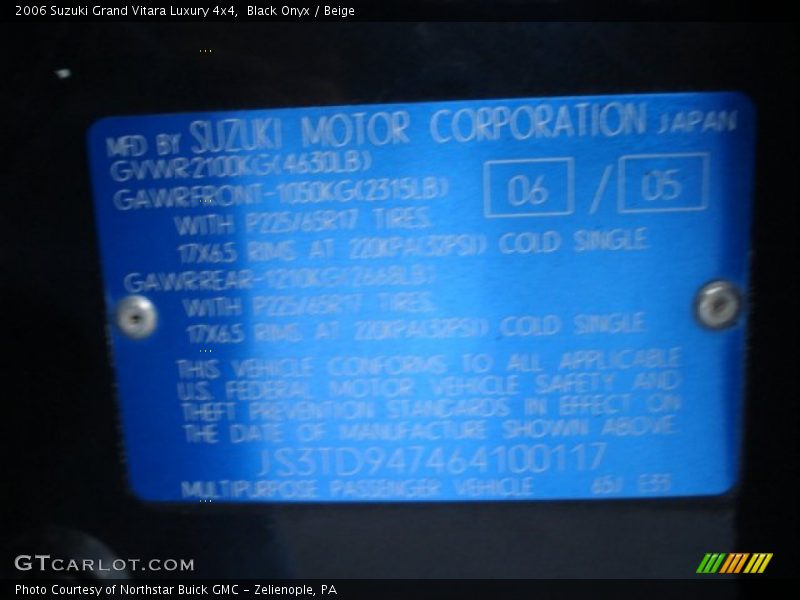 2006 Suzuki Grand Vitara Luxury 4x4,  Black Onyx / Beige
MFD BY SUZUKI MOTOR CORPORATION JAPAN
GVWR2100KG(4630LB)
GAWRFRONT-1050KG(2315LB)
06 / 05
WITH P225/65R17 TIRES.
17X6.5 RIMS AT 220KPA(32PSI) COLD SINGLE
GAWRREAR-1210KG(2668LB)
WITH P225/65R17 TIRES.
17X6.5 RIMS AT 220KPA(32PSI) COLD SINGLE
THIS VEHICLE CONFORMS TO ALL APPLICABLE
U.S. FEDERAL MOTOR VEHICLE SAFETY AND
THEFT PREVENTION STANDARDS IN EFFECT ON
THE DATE OF MANUFACTURE SHOWN ABOVE.
JS3TD947464100117
MULTIPURPOSE PASSENGER VEHICLE 65J E33
GTCARLOT.COM
Photo Courtesy of Northstar Buick GMC - Zelienople, PA